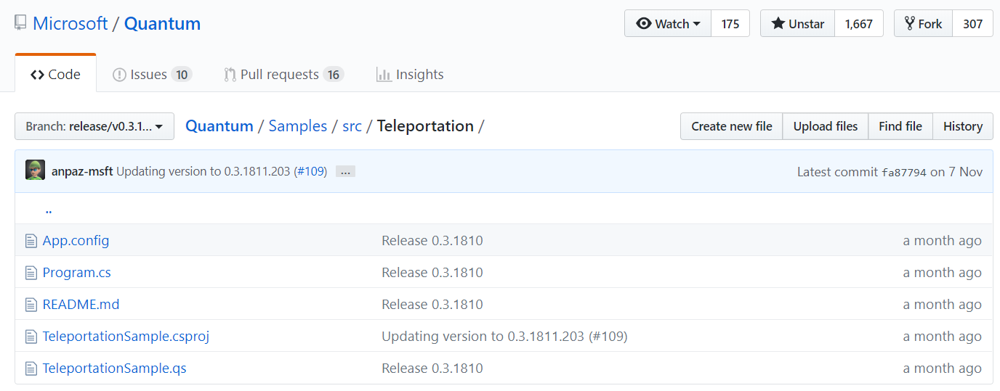 Microsoft / Quantum Watch 175 Unstar 1,667 Fork 307
Code Issues 10 Pull requests 16 Insights
Branch: release/v0.3.1... Quantum / Samples / src / Teleportation / Create new file Upload files Find file History
anpaz-msft Updating version to 0.3.1811.203 (#109) ... Latest commit fa87794 on 7 Nov
..
App.config Release 0.3.1810 a month ago
Program.cs Release 0.3.1810 a month ago
README.md Release 0.3.1810 a month ago
TeleportationSample.csproj Updating version to 0.3.1811.203 (#109) a month ago
TeleportationSample.qs Release 0.3.1810 a month ago